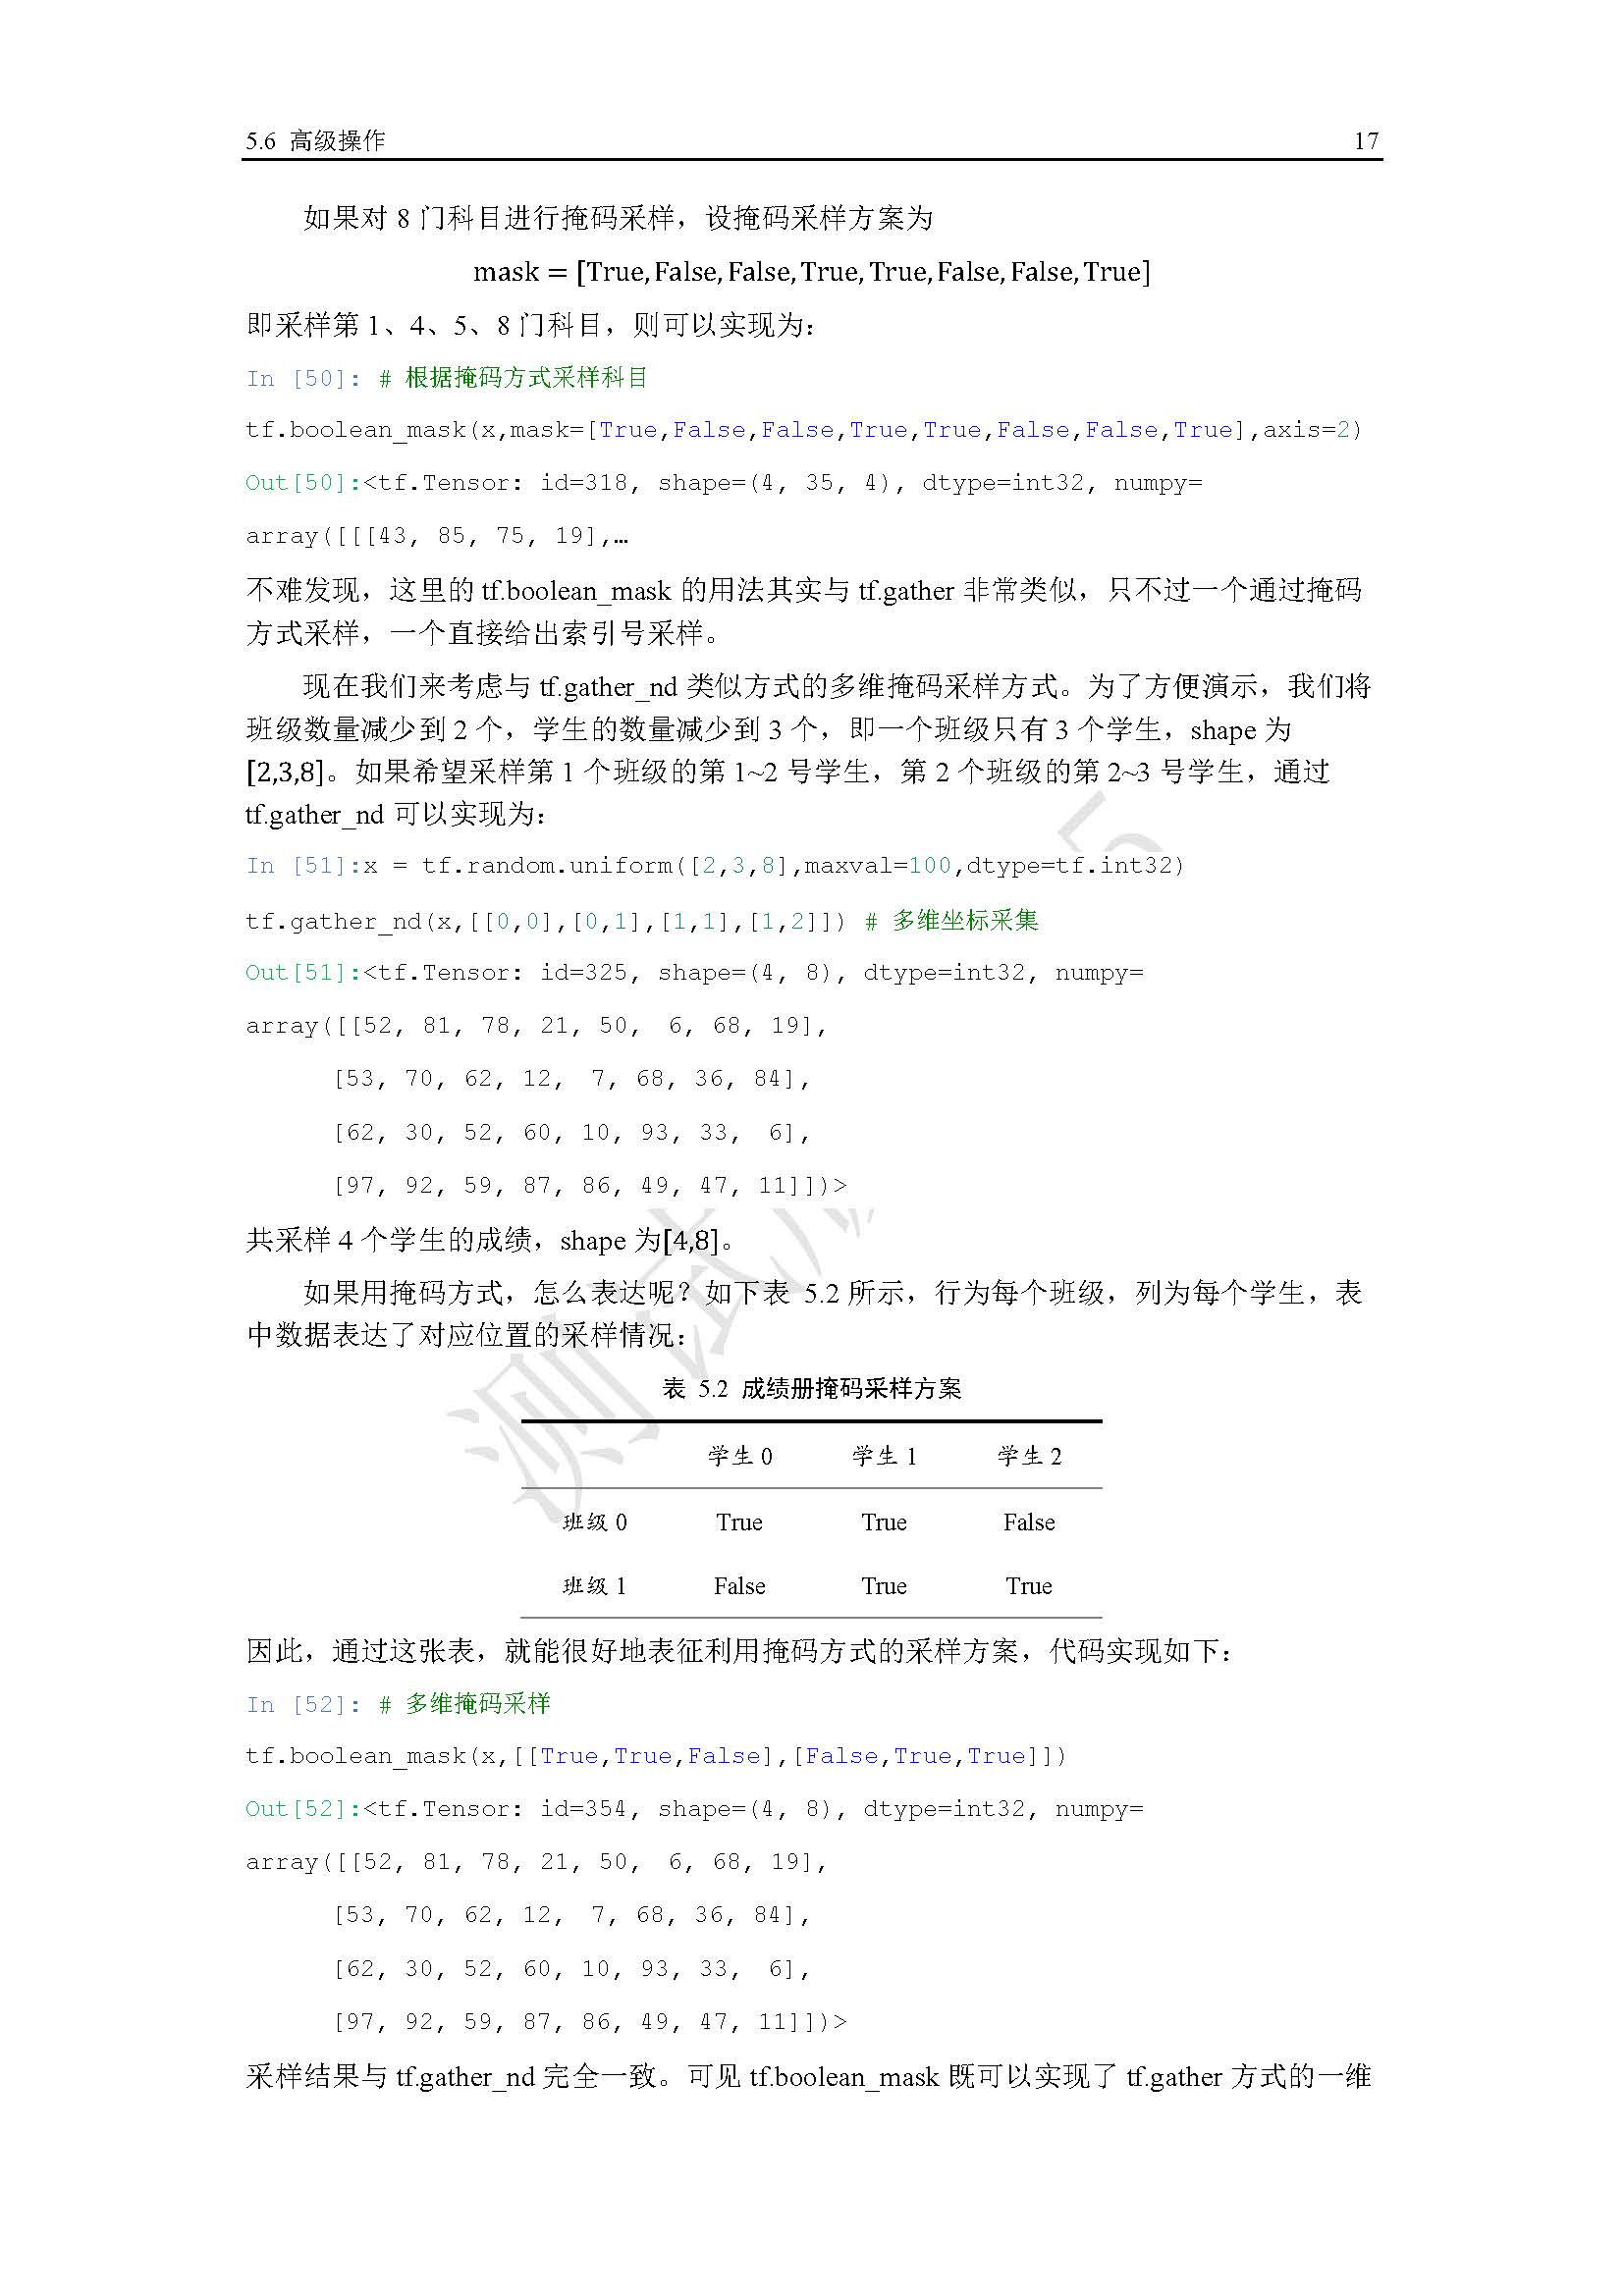 5.6 高级操作 17
如果对 8 门科目进行掩码采样，设掩码采样方案为
mask = [True, False, False, True, True, False, False, True]
即采样第 1、4、5、8 门科目，则可以实现为：
In [50]: # 根据掩码方式采样科目
tf.boolean_mask(x,mask=[True,False,False,True,True,False,False,True],axis=2)
Out[50]:<tf.Tensor: id=318, shape=(4, 35, 4), dtype=int32, numpy=
array([[[43, 85, 75, 19],…
不难发现，这里的 tf.boolean_mask 的用法其实与 tf.gather 非常类似，只不过一个通过掩码
方式采样，一个直接给出索引号采样。
现在我们来考虑与 tf.gather_nd 类似方式的多维掩码采样方式。为了方便演示，我们将
班级数量减少到 2 个，学生的数量减少到 3 个，即一个班级只有 3 个学生，shape 为
[2,3,8]。如果希望采样第 1 个班级的第 1~2 号学生，第 2 个班级的第 2~3 号学生，通过
tf.gather_nd 可以实现为：
In [51]:x = tf.random.uniform([2,3,8],maxval=100,dtype=tf.int32)
tf.gather_nd(x,[[0,0],[0,1],[1,1],[1,2]]) # 多维坐标采集
Out[51]:<tf.Tensor: id=325, shape=(4, 8), dtype=int32, numpy=
array([[52, 81, 78, 21, 50,  6, 68, 19],
[53, 70, 62, 12,  7, 68, 36, 84],
[62, 30, 52, 60, 10, 93, 33,  6],
[97, 92, 59, 87, 86, 49, 47, 11]])>
共采样 4 个学生的成绩，shape 为[4,8]。
如果用掩码方式，怎么表达呢？如下表 5.2 所示，行为每个班级，列为每个学生，表
中数据表达了对应位置的采样情况：
表 5.2 成绩册掩码采样方案
学生 0 学生 1 学生 2
班级 0 True True False
班级 1 False True True
因此，通过这张表，就能很好地表征利用掩码方式的采样方案，代码实现如下：
In [52]: # 多维掩码采样
tf.boolean_mask(x,[[True,True,False],[False,True,True]])
Out[52]:<tf.Tensor: id=354, shape=(4, 8), dtype=int32, numpy=
array([[52, 81, 78, 21, 50,  6, 68, 19],
[53, 70, 62, 12,  7, 68, 36, 84],
[62, 30, 52, 60, 10, 93, 33,  6],
[97, 92, 59, 87, 86, 49, 47, 11]])>
采样结果与 tf.gather_nd 完全一致。可见 tf.boolean_mask 既可以实现了 tf.gather 方式的一维
测试